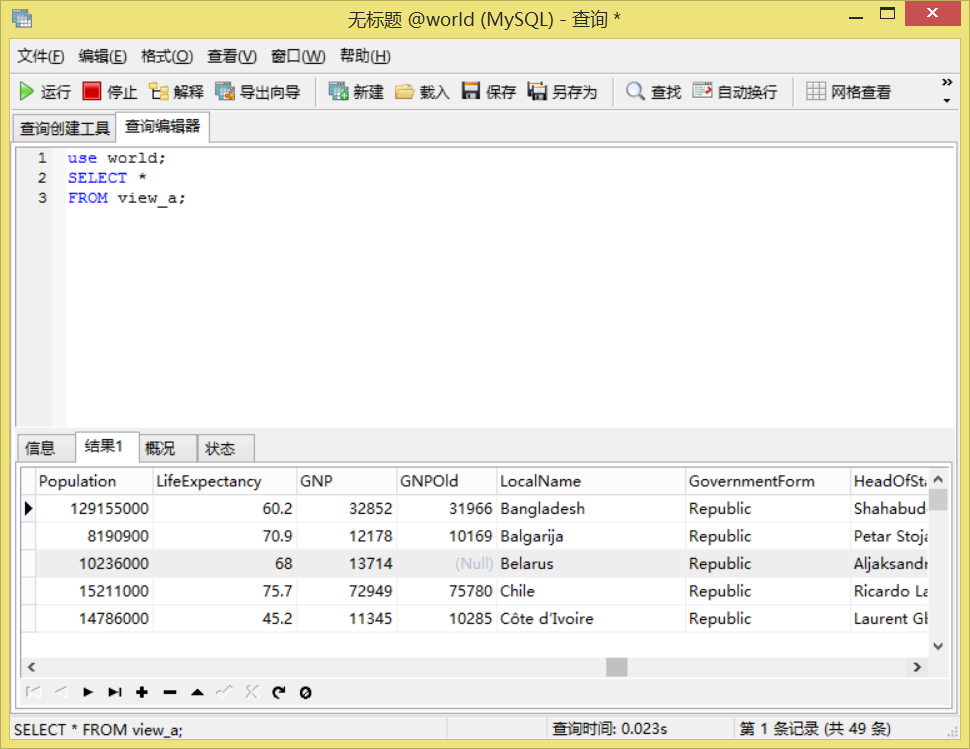 无标题 @world (MySQL) - 查询 *
文件(F) 编辑(E) 格式(O) 查看(V) 窗口(W) 帮助(H)
运行 停止 解释 导出向导 新建 载入 保存 另存为 查找 自动换行 网格查看
查询创建工具 查询编辑器
1 use world;
2 SELECT *
3 FROM view_a;
信息 结果1 概况 状态
Population LifeExpectancy GNP GNPOld LocalName GovernmentForm HeadOfSta
129155000 60.2 32852 31966 Bangladesh Republic Shahabud
8190900 70.9 12178 10169 Balgarija Republic Petar Stoja
10236000 68 13714 (Null) Belarus Republic Aljaksandr
15211000 75.7 72949 75780 Chile Republic Ricardo La
14786000 45.2 11345 10285 Côte d’Ivoire Republic Laurent Gb
SELECT * FROM view_a; 查询时间: 0.023s 第 1 条记录 (共 49 条)